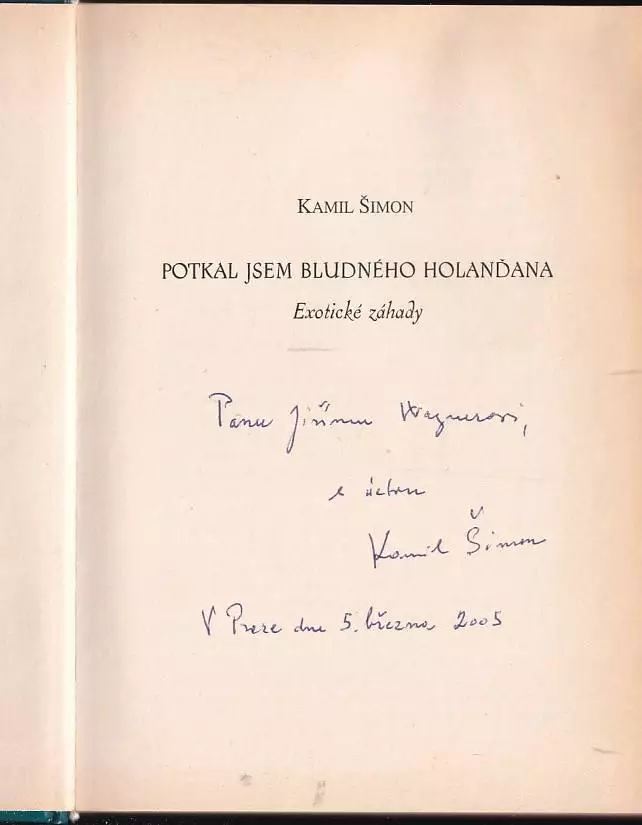 KAMIL ŠIMON
POTKAL JSEM BLUDNÉHO HOLANĎANA
Exotické záhady
Panu Jiřímu Wagnerovi,
s úctou
Kamil Šimon
V Praze dne 5. března 2005